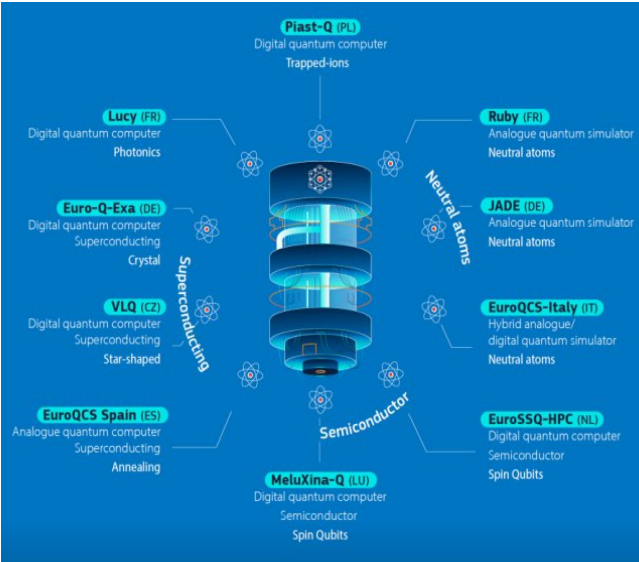 Piast-Q (PL)
Digital quantum computer
Trapped-ions
Lucy (FR)
Digital quantum computer
Photonics
Ruby (FR)
Analogue quantum simulator
Neutral atoms
Euro-Q-Exa (DE)
Digital quantum computer
Superconducting
Crystal
JADE (DE)
Analogue quantum simulator
Neutral atoms
Neutral atoms
Superconducting
VLQ (CZ)
Digital quantum computer
Superconducting
Star-shaped
EuroQCS-Italy (IT)
Hybrid analogue/
digital quantum simulator
Neutral atoms
EuroQCS Spain (ES)
Analogue quantum computer
Superconducting
Annealing
Semiconductor
EuroSSQ-HPC (NL)
Digital quantum computer
Semiconductor
Spin Qubits
MeluXina-Q (LU)
Digital quantum computer
Semiconductor
Spin Qubits